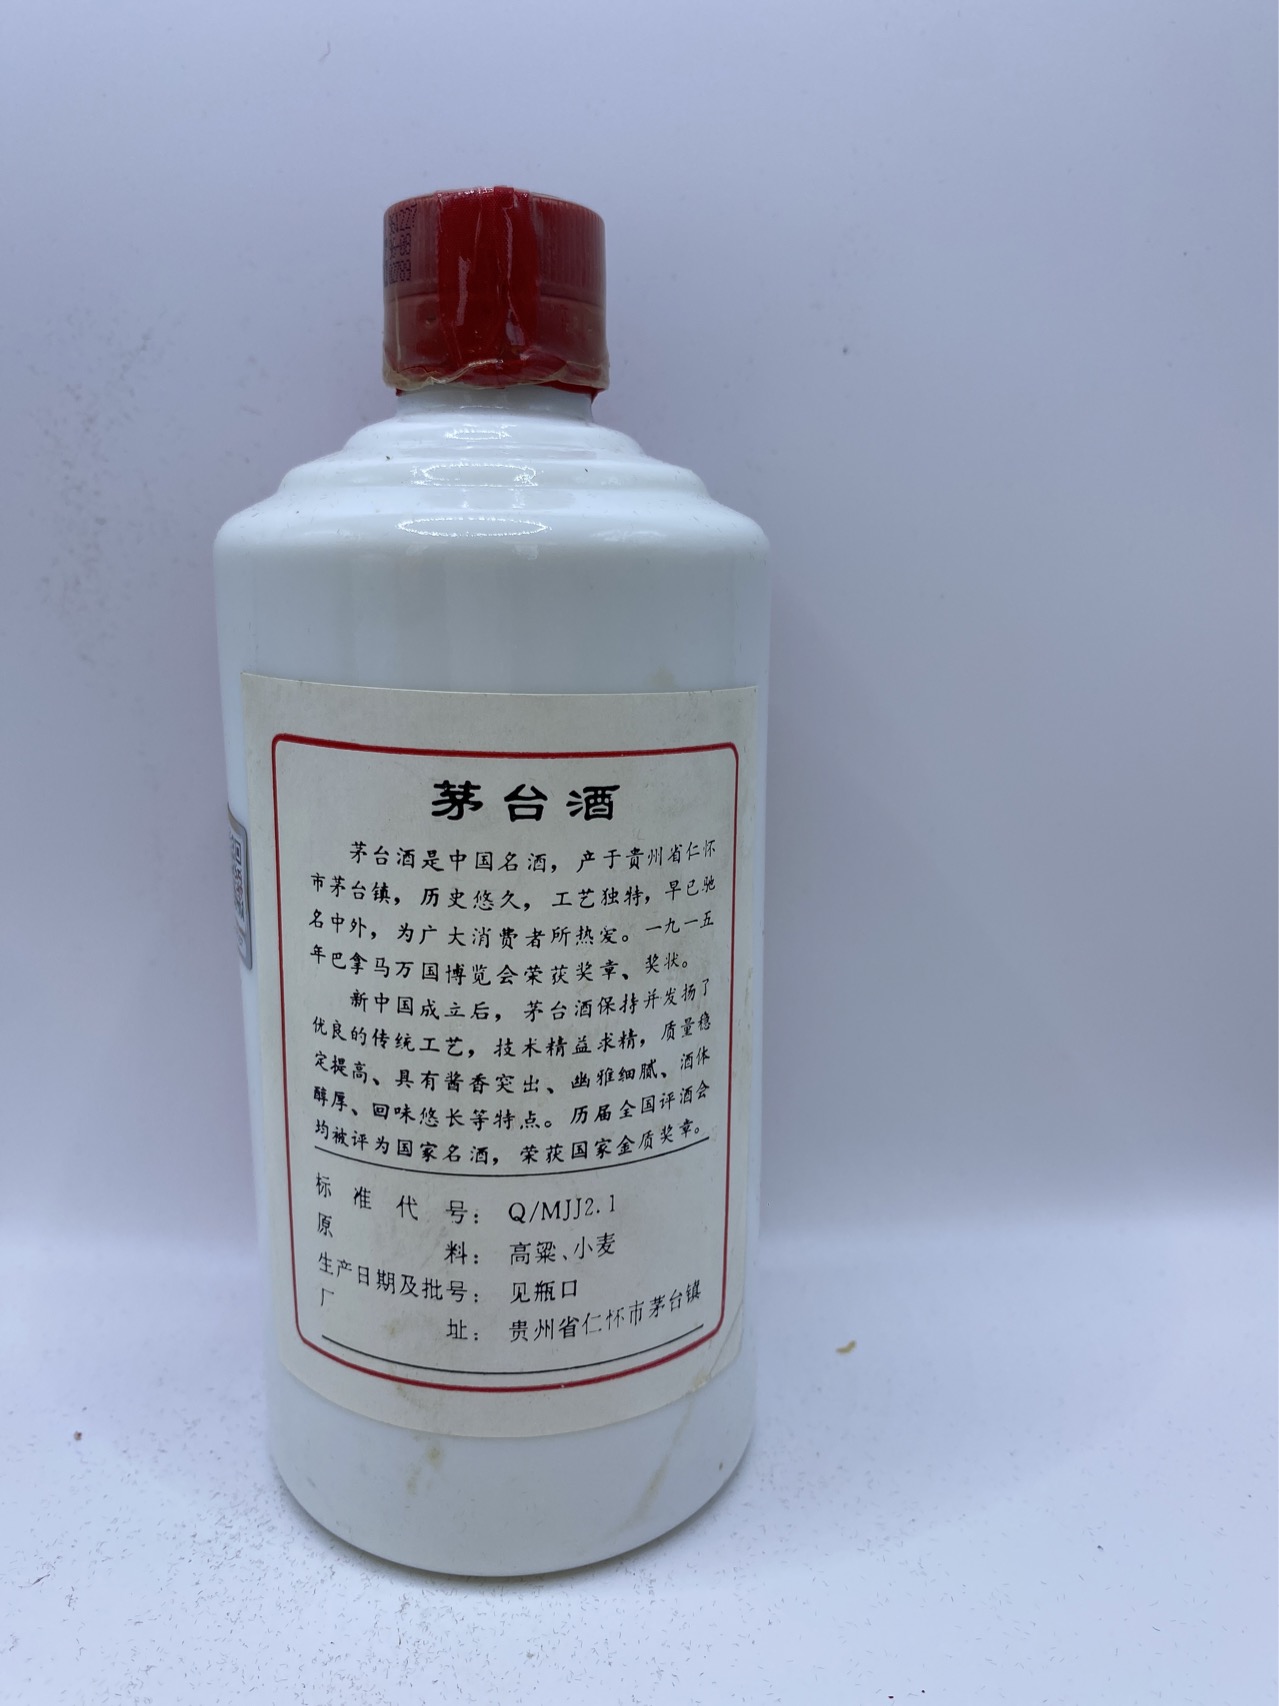 1227
-08
02789
茅台酒
茅台酒是中国名酒，产于贵州省仁怀
市茅台镇，历史悠久，工艺独特，早已驰
名中外，为广大消费者所热爱。一九一五
年巴拿马万国博览会荣获奖章、奖状。
新中国成立后，茅台酒保持并发扬了
优良的传统工艺，技术精益求精，质量稳
定提高、具有酱香突出、幽雅细腻、酒体
醇厚、回味悠长等特点。历届全国评酒会
均被评为国家名酒，荣获国家金质奖章。
标准代号：Q/MJJ2.1
原料：高粱、小麦
生产日期及批号：见瓶口
厂址：贵州省仁怀市茅台镇